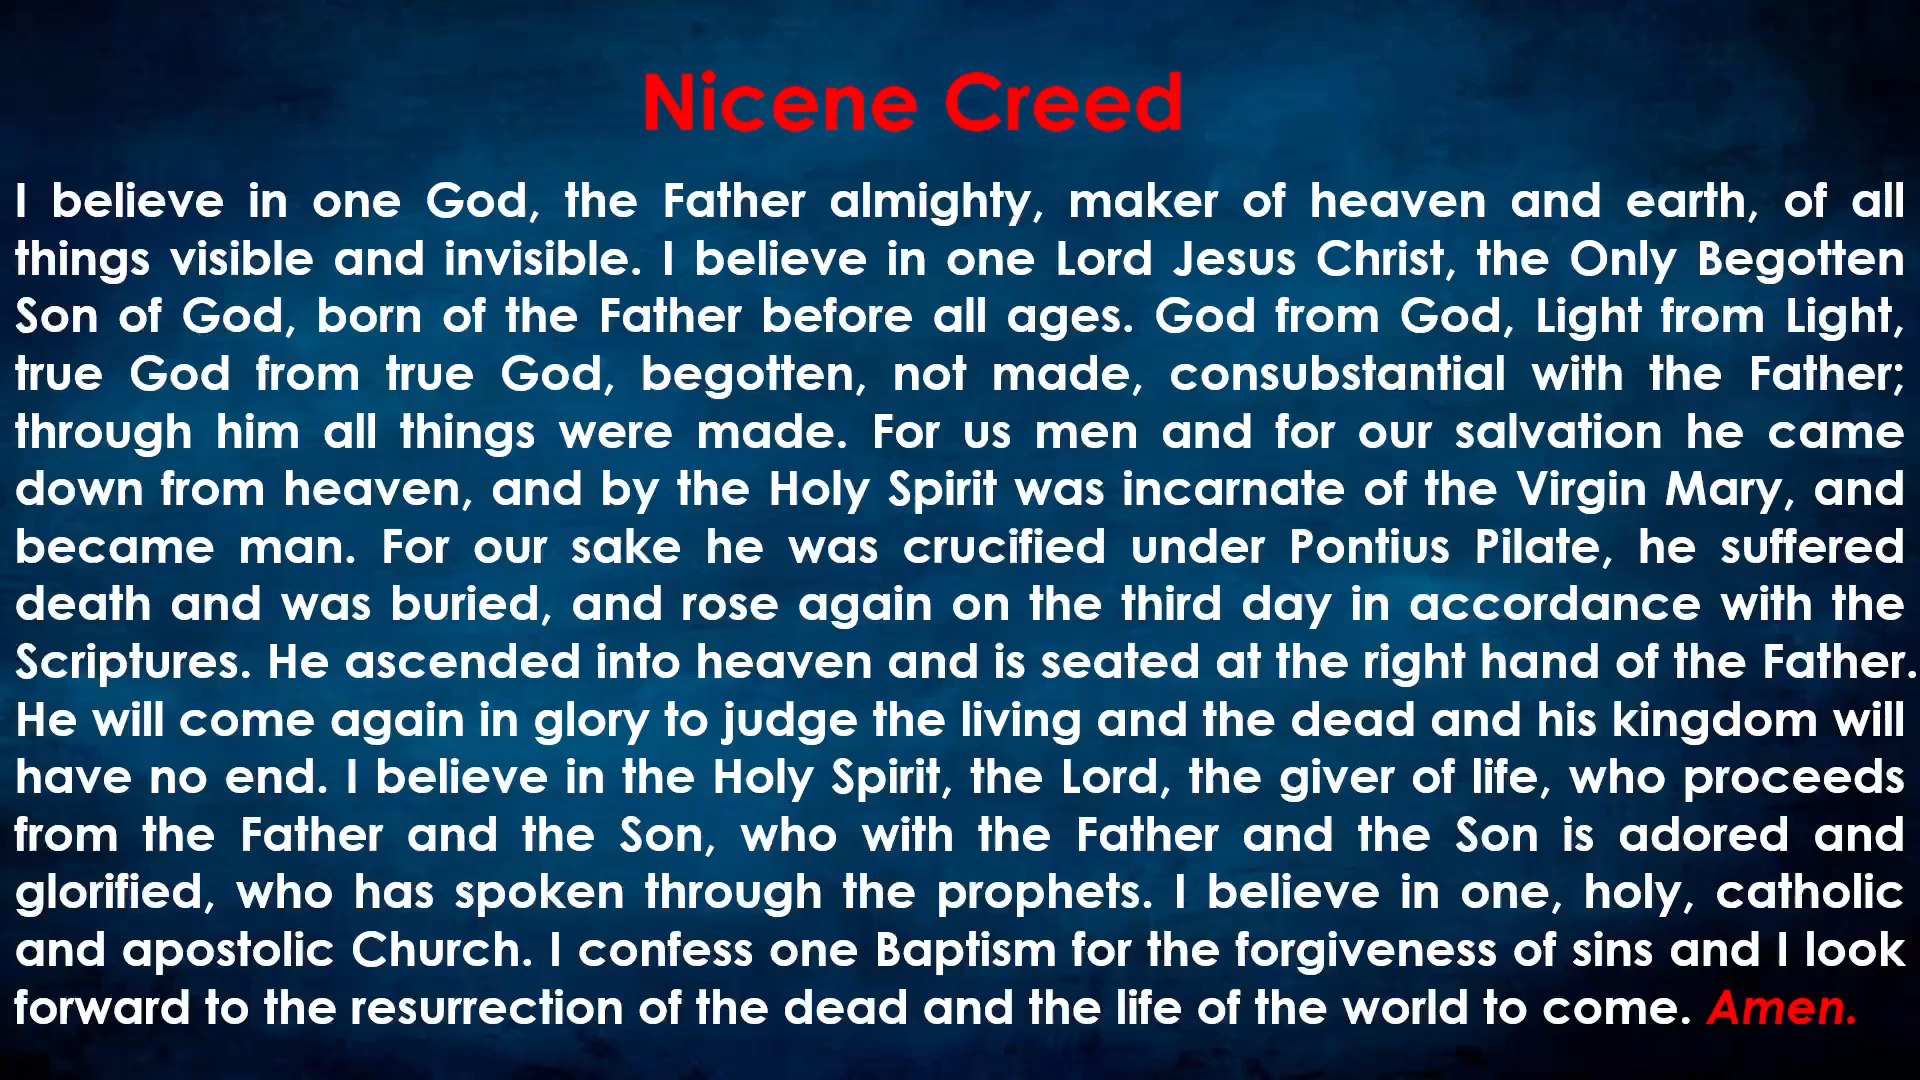 Nicene Creed
I believe in one God, the Father almighty, maker of heaven and earth, of all
things visible and invisible. I believe in one Lord Jesus Christ, the Only Begotten
Son of God, born of the Father before all ages. God from God, Light from Light,
true God from true God, begotten, not made, consubstantial with the Father;
through him all things were made. For us men and for our salvation he came
down from heaven, and by the Holy Spirit was incarnate of the Virgin Mary, and
became man. For our sake he was crucified under Pontius Pilate, he suffered
death and was buried, and rose again on the third day in accordance with the
Scriptures. He ascended into heaven and is seated at the right hand of the Father.
He will come again in glory to judge the living and the dead and his kingdom will
have no end. I believe in the Holy Spirit, the Lord, the giver of life, who proceeds
from the Father and the Son, who with the Father and the Son is adored and
glorified, who has spoken through the prophets. I believe in one, holy, catholic
and apostolic Church. I confess one Baptism for the forgiveness of sins and I look
forward to the resurrection of the dead and the life of the world to come. Amen.